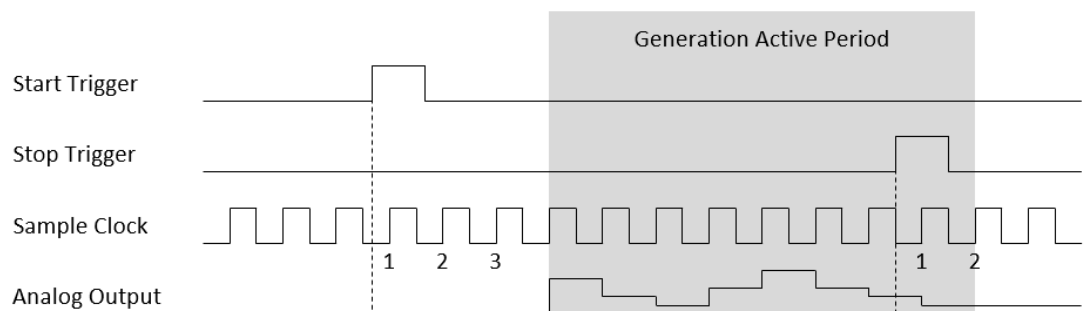 Generation Active Period
Start Trigger
Stop Trigger
Sample Clock
1 2 3 1 2
Analog Output